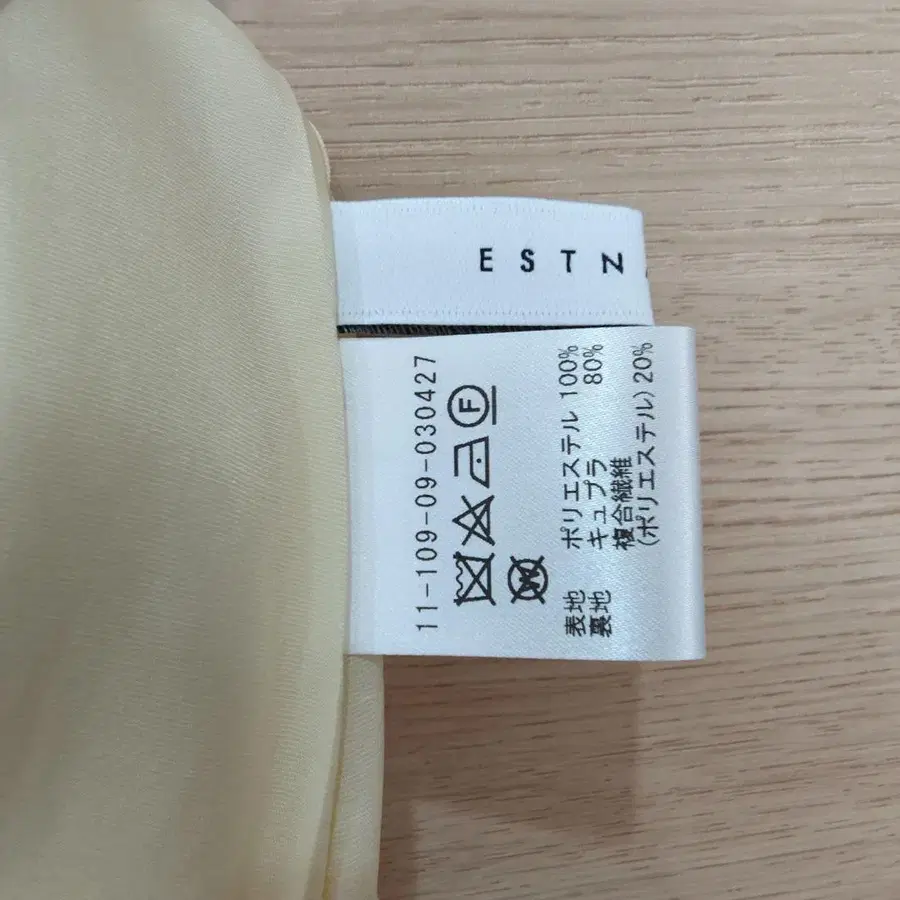 ESTN
11-109-09-030427
F
W
表地 ポリエステル 100%
裏地 キュプラ 80%
複合繊維
(ポリエステル) 20%